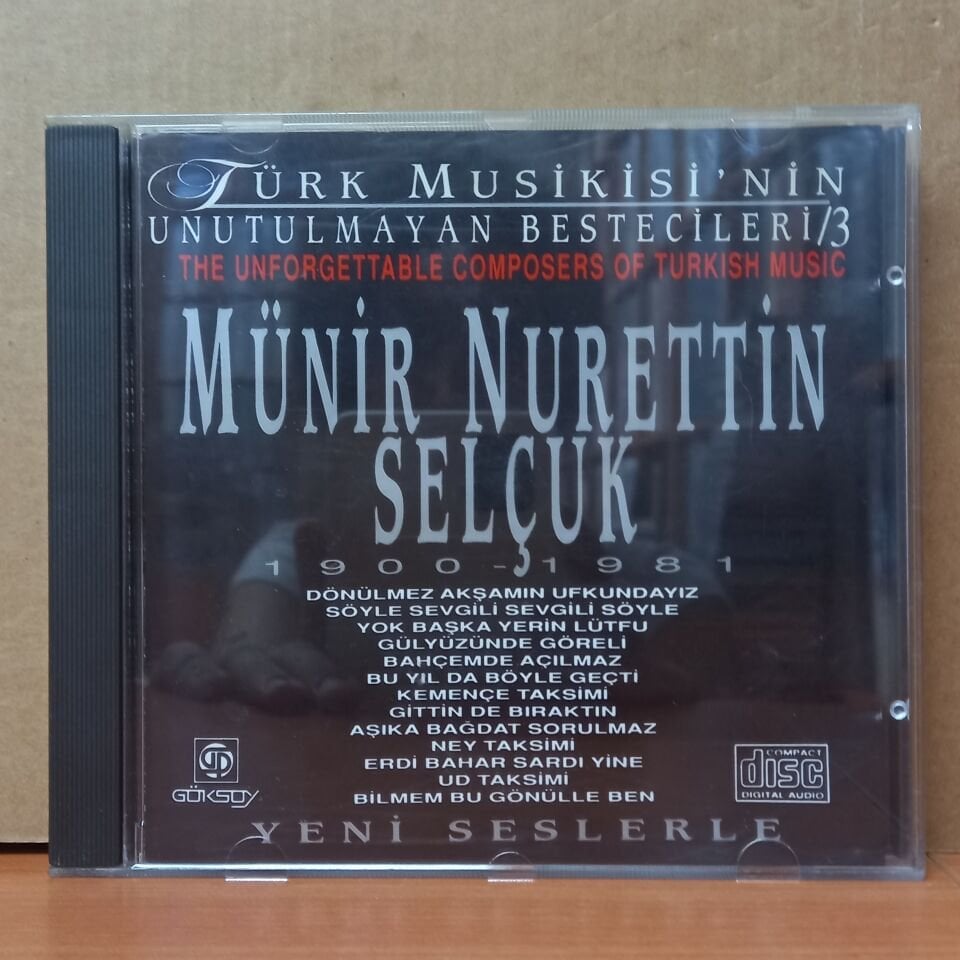 TÜRK MUSİKİSİ'NİN
UNUTULMAYAN BESTECİLERİ/3
THE UNFORGETTABLE COMPOSERS OF TURKISH MUSIC
MÜNİR NURETTİN
SELÇUK
1900-1981
DÖNÜLMEZ AKŞAMIN UFKUNDAYIZ
SÖYLE SEVGİLİ SEVGİLİ SÖYLE
YOK BAŞKA YERİN LÜTFU
GÜLYÜZÜNDE GÖRELİ
BAHÇEMDE AÇILMAZ
BU YIL DA BÖYLE GEÇTİ
KEMENÇE TAKSİMİ
GİTTİN DE BIRAKTIN
AŞIKA BAĞDAT SORULMAZ
NEY TAKSİMİ
ERDİ BAHAR SARDI YİNE
UD TAKSİMİ
BİLMEM BU GÖNÜLLE BEN
GÖKSOY
COMPACT
disc
DIGITAL AUDIO
YENİ SESLERLE